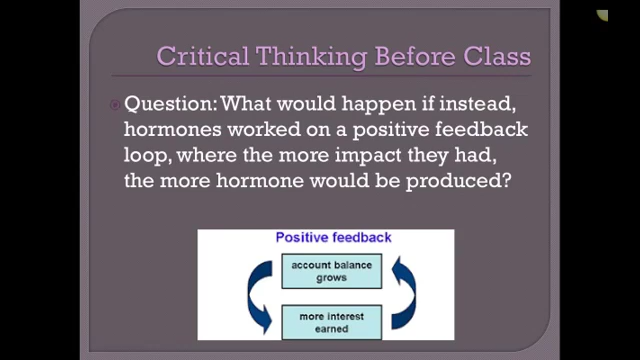 Critical Thinking Before Class
Question: What would happen if instead,
hormones worked on a positive feedback
loop, where the more impact they had,
the more hormone would be produced?
Positive feedback
account balance
grows
more interest
earned